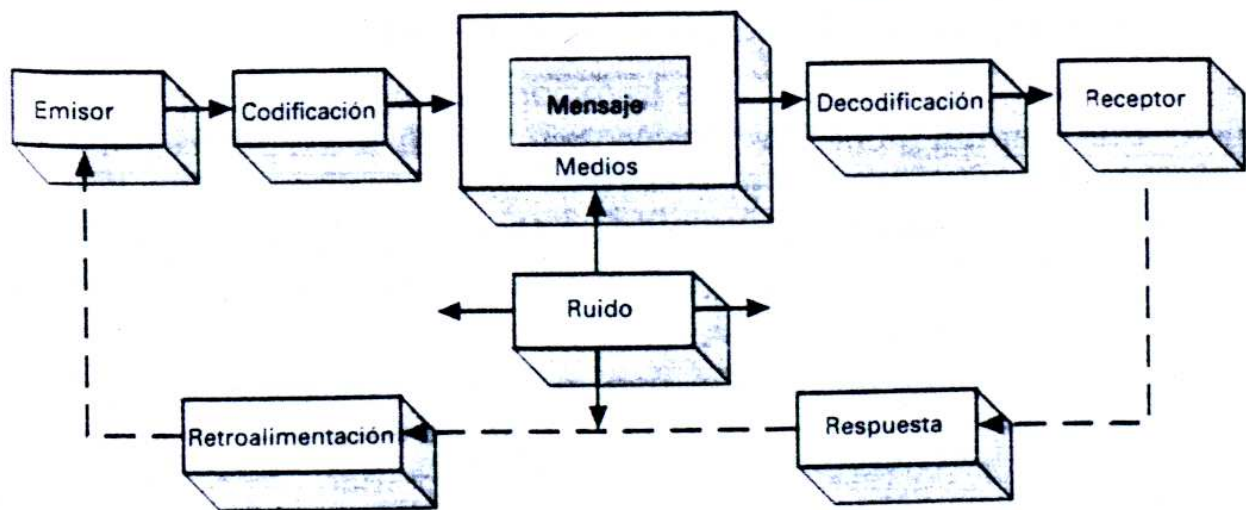 Emisor
Codificación
Mensaje
Medios
Decodificación
Receptor
Ruido
Retroalimentación
Respuesta